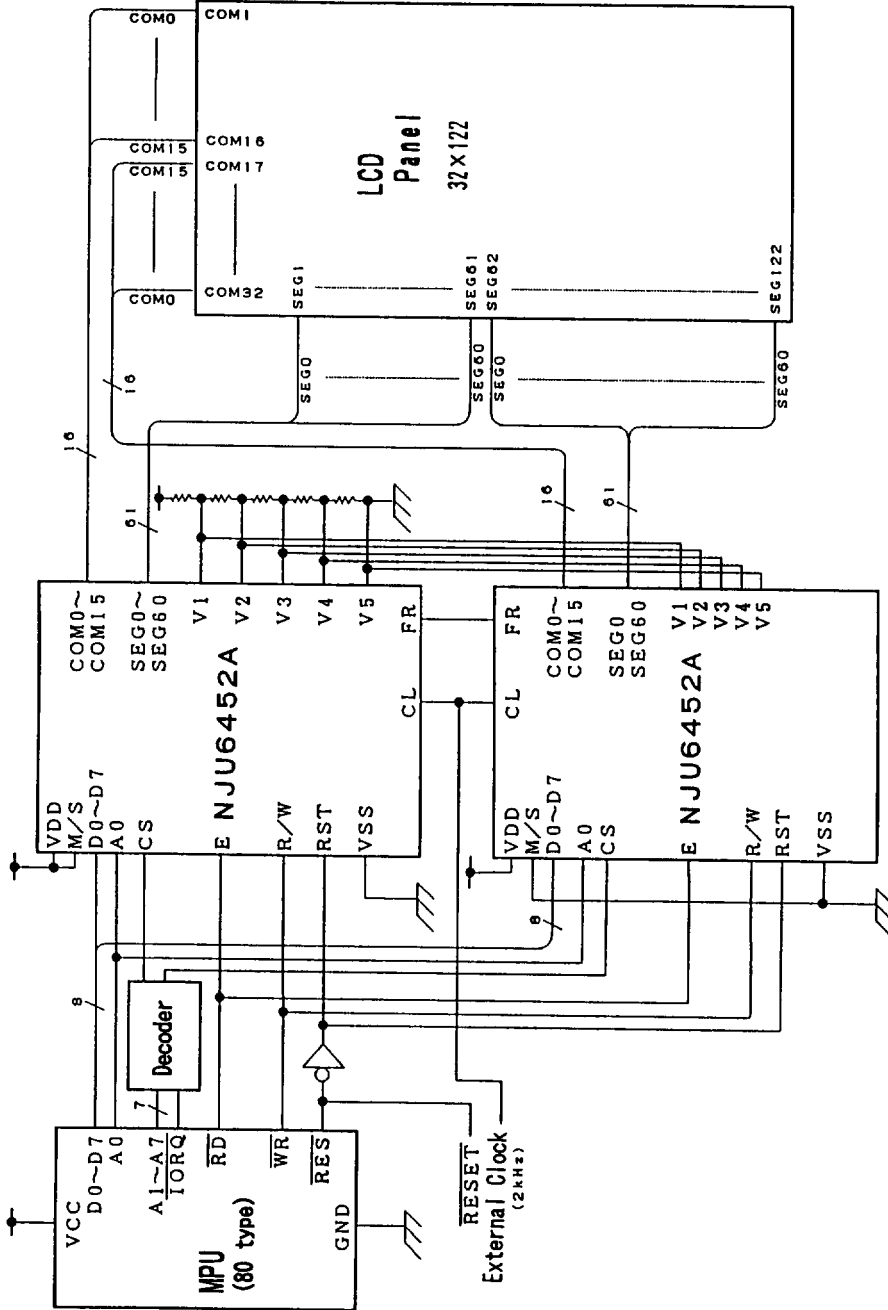 VCC
D0~D7
A0
A1~A7
IORQ
RD
WR
RES
GND
MPU
(80 type)
8
7
Decoder
RESET
External Clock
(2kHz)
VDD
M/S
D0~D7
A0
CS
E
R/W
RST
VSS
NJU6452A
COM0~
COM15
SEG0~
SEG60
V1
V2
V3
V4
V5
FR
CL
8
VDD
M/S
D0~D7
A0
CS
E
R/W
RST
VSS
NJU6452A
CL
FR
COM0~
COM15
SEG0
SEG60
V1
V2
V3
V4
V5
16
61
16
16
61
COM0
COM15
COM15
COM0
COM1
COM16
COM17
COM32
SEG0
SEG60
SEG0
SEG60
SEG1
SEG61
SEG62
SEG122
LCD
Panel
32×122